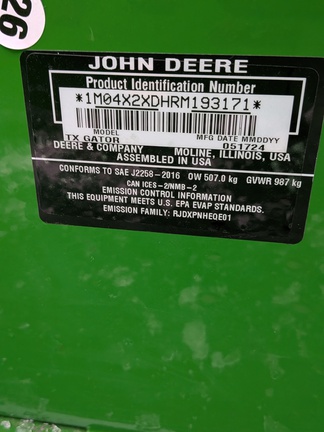 26
JOHN DEERE
Product Identification Number
*1M04X2XDHRM193171*
MODEL MFG DATE MMDDYY
TX GATOR 051724
DEERE & COMPANY MOLINE, ILLINOIS, USA
ASSEMBLED IN USA
CONFORMS TO SAE J2258-2016 OW 507.0 kg GVWR 987 kg
CAN ICES-2/NMB-2
EMISSION CONTROL INFORMATION
THIS EQUIPMENT MEETS U.S. EPA EVAP STANDARDS.
EMISSION FAMILY: RJDXPNHEQE01